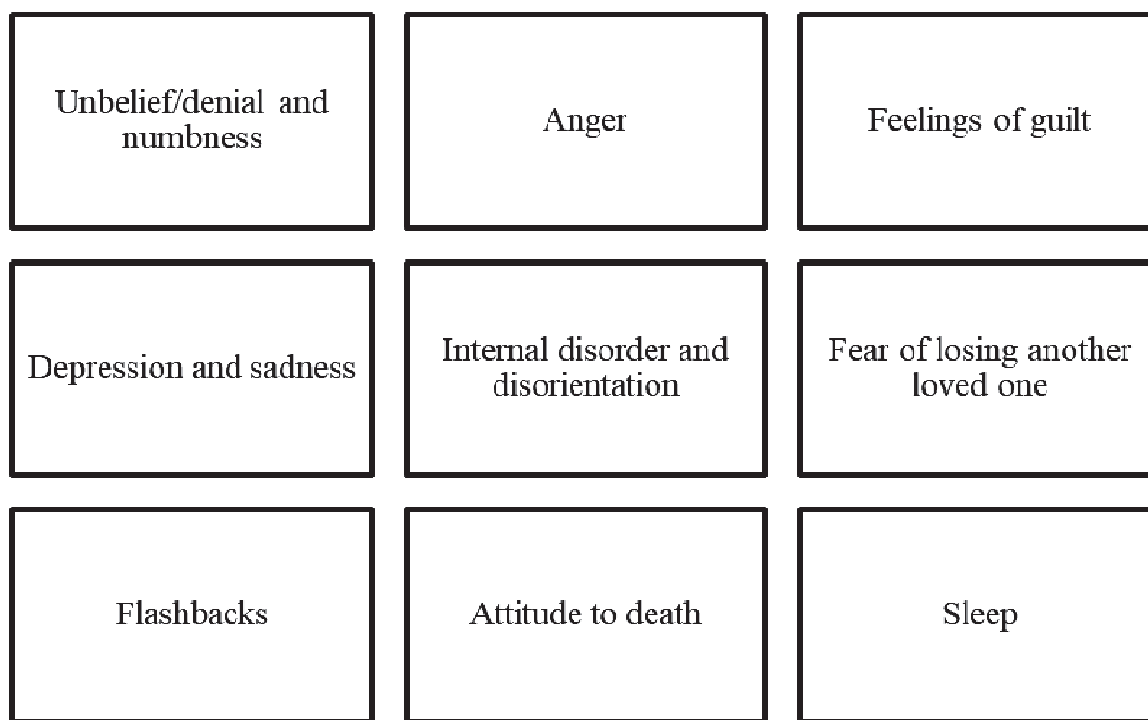 Unbelief/denial and
numbness
Anger
Feelings of guilt
Depression and sadness
Internal disorder and
disorientation
Fear of losing another
loved one
Flashbacks
Attitude to death
Sleep